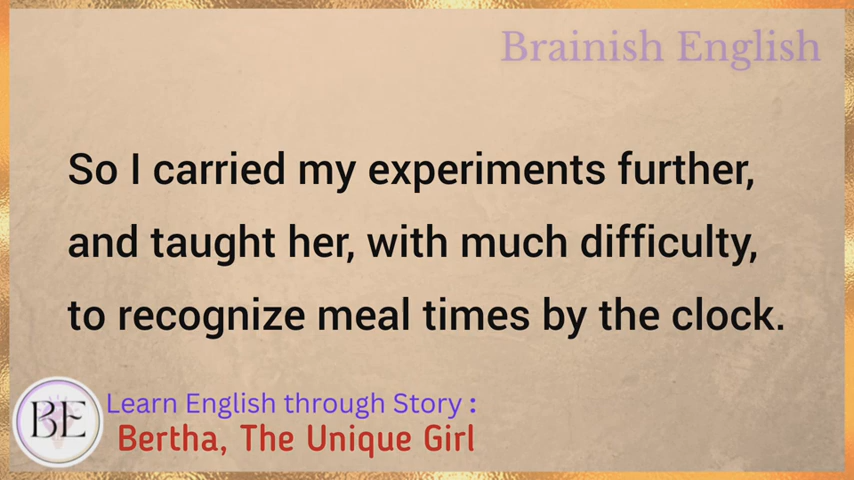 Brainish English
So I carried my experiments further,
and taught her, with much difficulty,
to recognize meal times by the clock.
BE
Learn English through Story :
Bertha, The Unique Girl